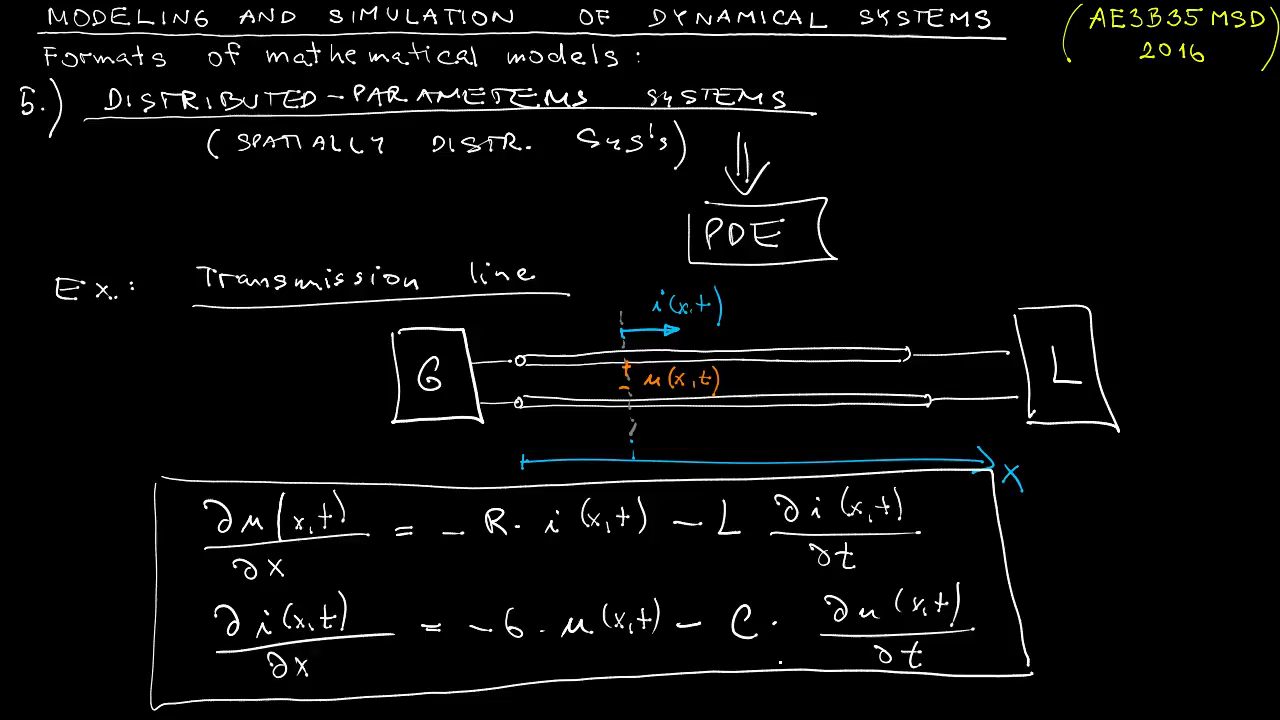 MODELING AND SIMULATION OF DYNAMICAL SYSTEMS
(AE3B35MSD)
2016
Formats of mathematical models:
5.) DISTRIBUTED-PARAMETERS SYSTEMS
(SPATIALLY DISTR. SYS's)
PDE
Ex.: Transmission line
i(x,t)
G
L
+
u(x,t)
-
x
∂u(x,t)/∂x = -R· i(x,t) - L ∂i(x,t)/∂t
∂i(x,t)/∂x = -G · u(x,t) - C · ∂u(x,t)/∂t